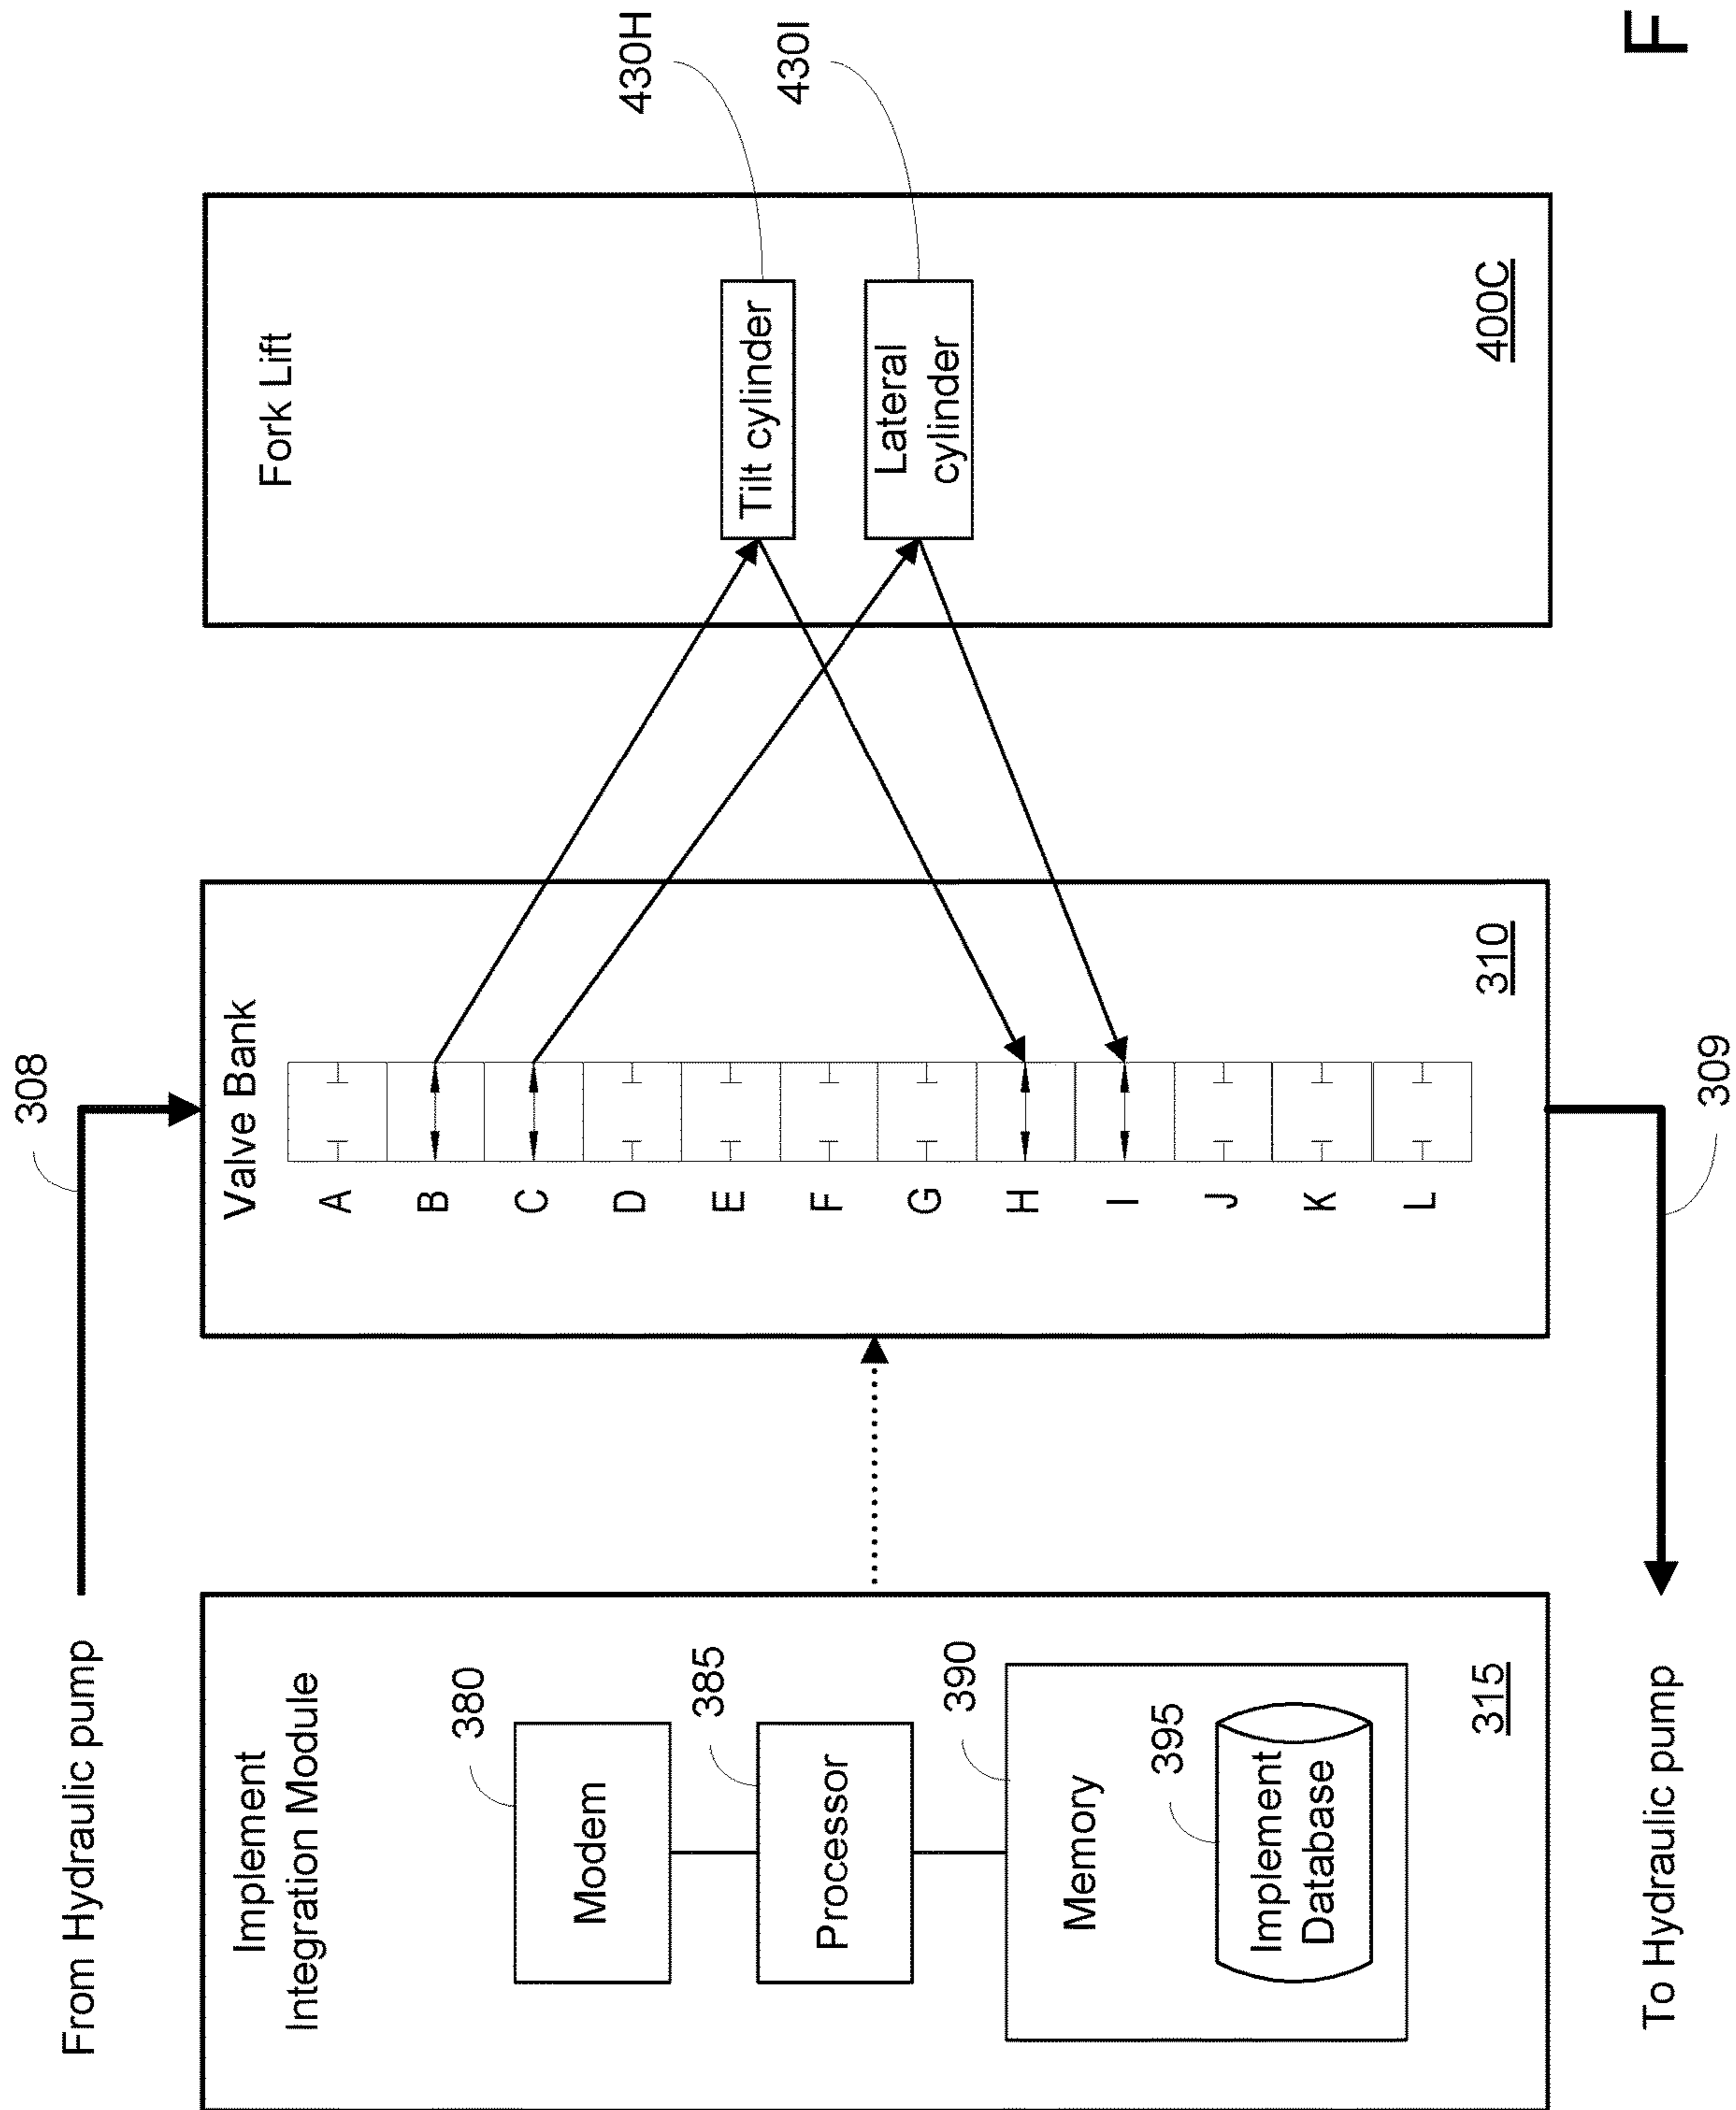 From Hydraulic pump
308
Implement
Integration Module
380
Modem
385
Processor
390
Memory
395
Implement
Database
315
Valve Bank
A
B
C
D
E
F
G
H
I
J
K
L
310
Fork Lift
430H
Tilt cylinder
430I
Lateral
cylinder
400C
To Hydraulic pump
309
F